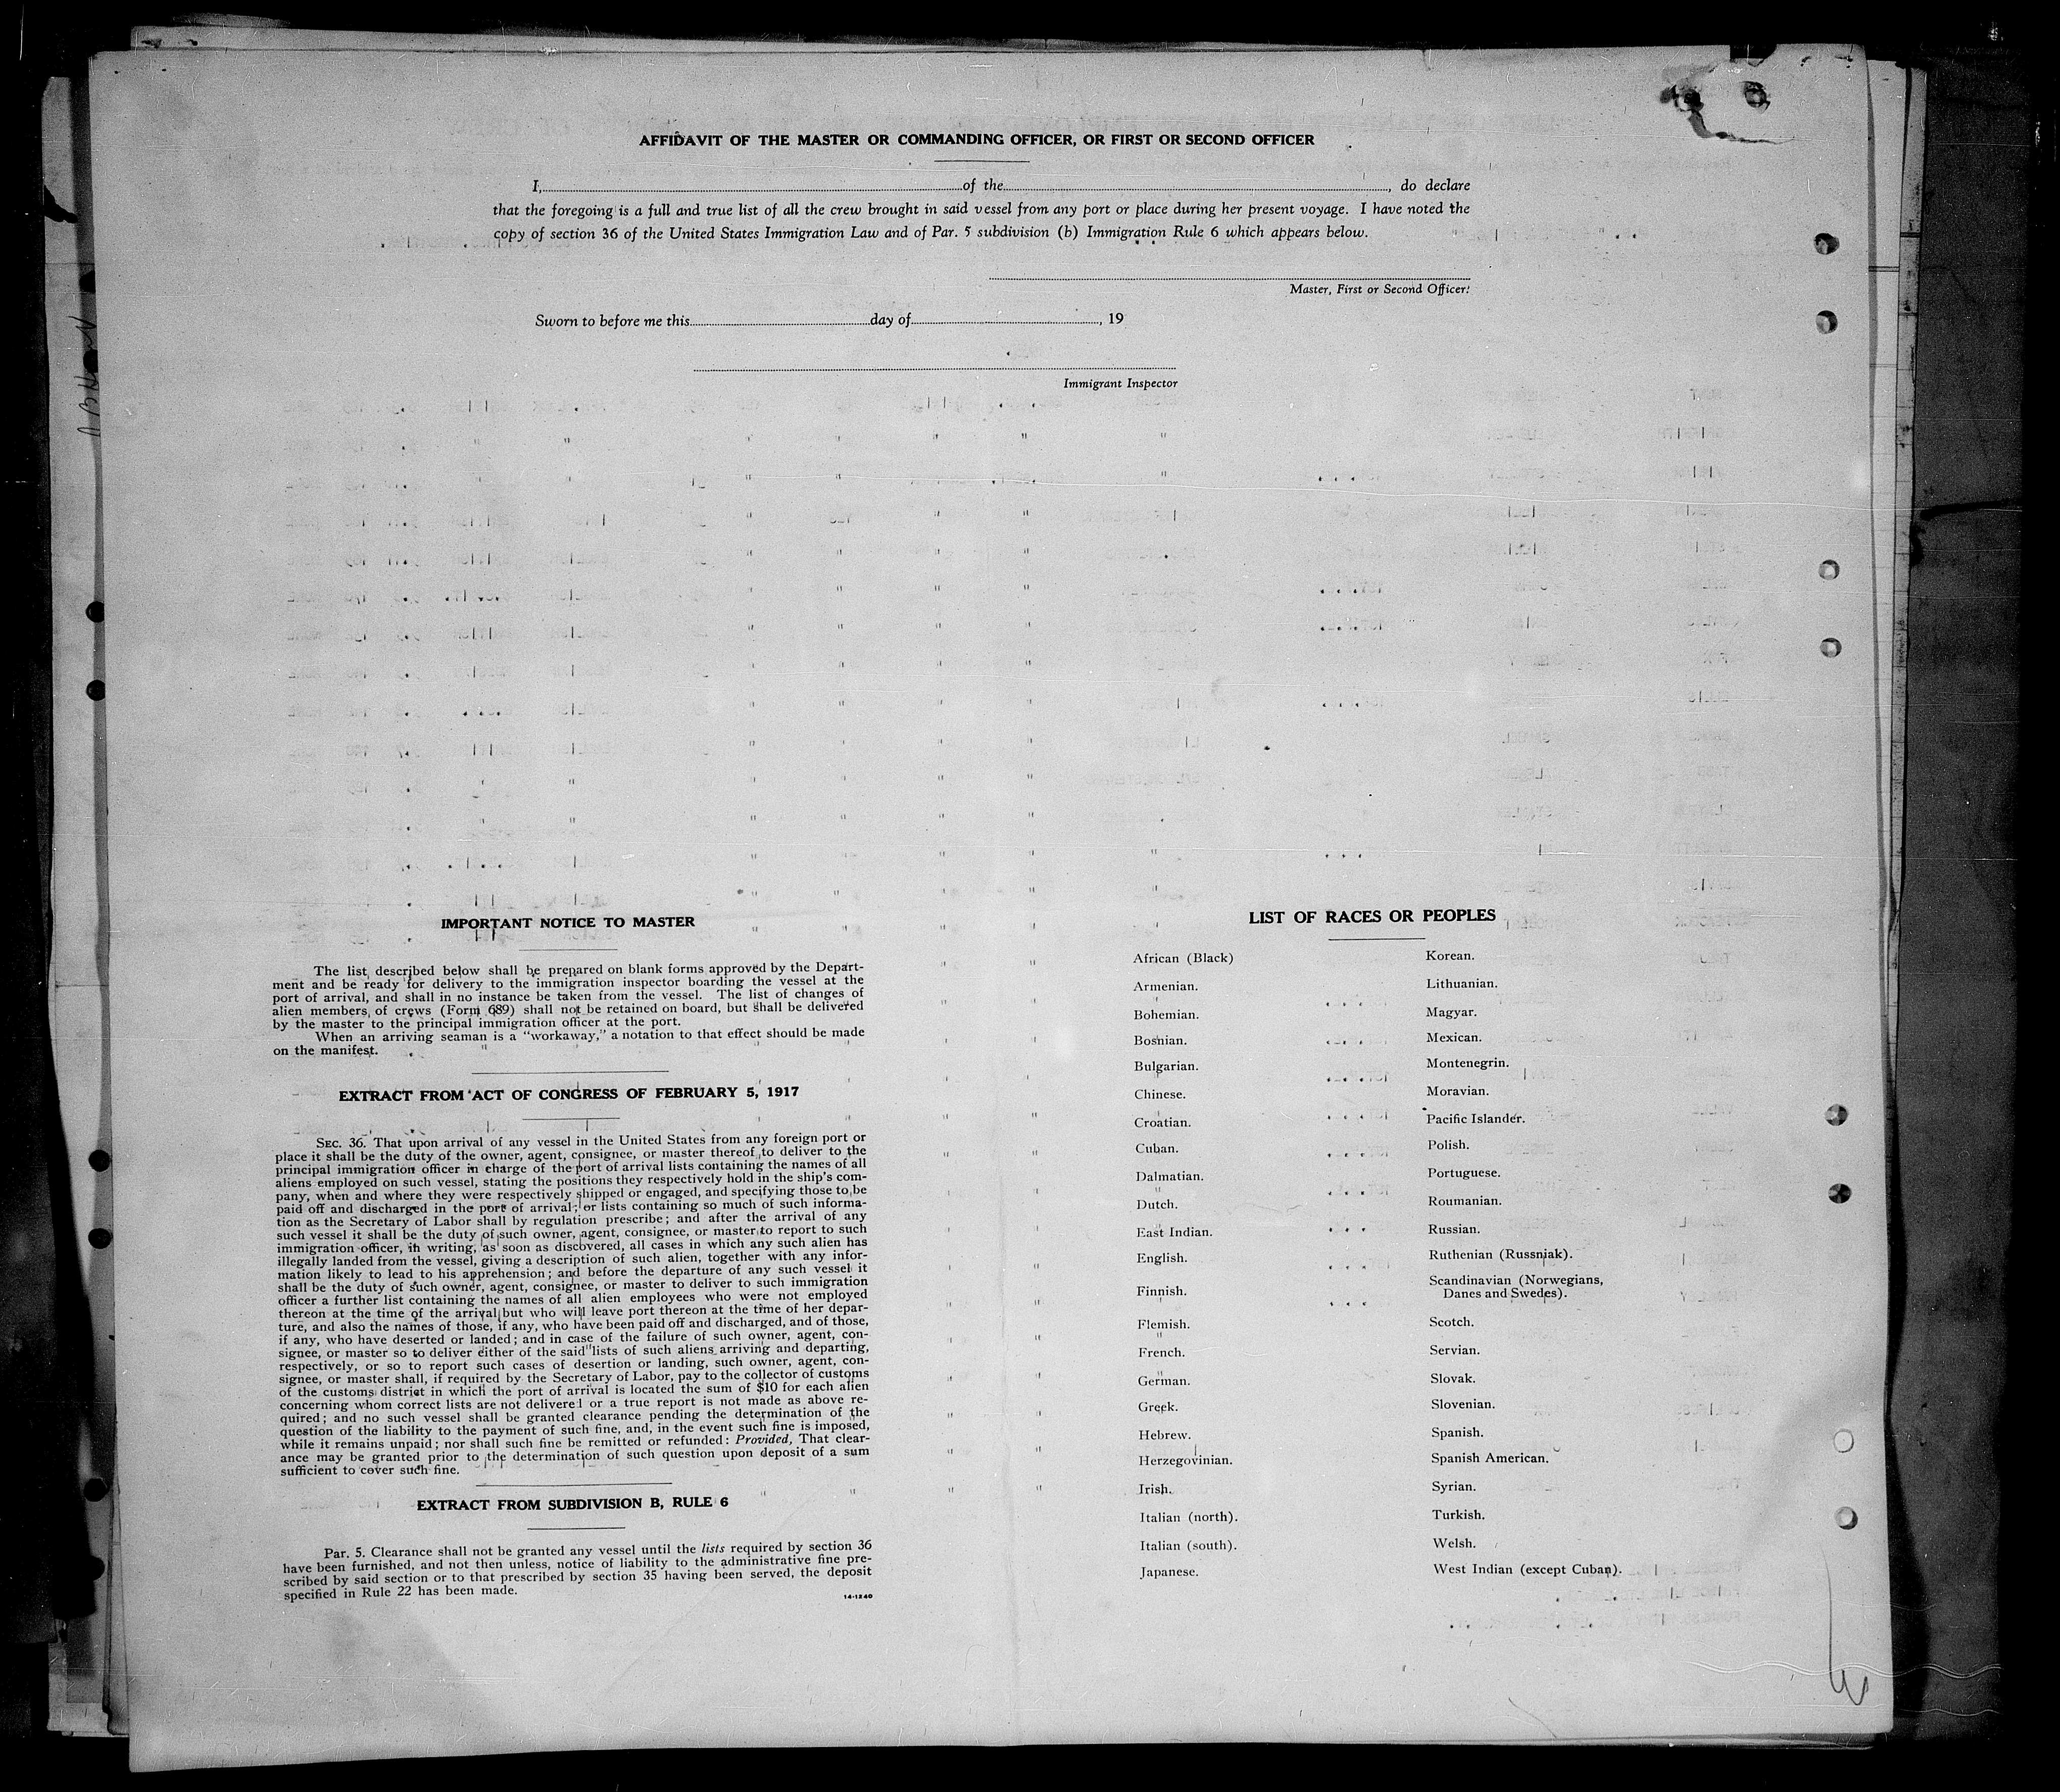 AFFIDAVIT OF THE MASTER OR COMMANDING OFFICER, OR FIRST OR SECOND OFFICER
I, of the , do declare
that the foregoing is a full and true list of all the crew brought in said vessel from any port or place during her present voyage. I have noted the
copy of section 36 of the United States Immigration Law and of Par. 5 subdivision (b) Immigration Rule 6 which appears below.
Master, First or Second Officer.
Sworn to before me this day of , 19
Immigrant Inspector
IMPORTANT NOTICE TO MASTER
The list described below shall be prepared on blank forms approved by the Depart-
ment and be ready for delivery to the immigration inspector boarding the vessel at the
port of arrival, and shall in no instance be taken from the vessel. The list of changes of
alien members of crews (Form 689) shall not be retained on board, but shall be delivered
by the master to the principal immigration officer at the port.
When an arriving seaman is a "workaway," a notation to that effect should be made
on the manifest.
EXTRACT FROM ACT OF CONGRESS OF FEBRUARY 5, 1917
SEC. 36. That upon arrival of any vessel in the United States from any foreign port or
place it shall be the duty of the owner, agent, consignee, or master thereof to deliver to the
principal immigration officer in charge of the port of arrival lists containing the names of all
aliens employed on such vessel, stating the positions they respectively hold in the ship's com-
pany, when and where they were respectively shipped or engaged, and specifying those to be
paid off and discharged in the port of arrival; or lists containing so much of such informa-
tion as the Secretary of Labor shall by regulation prescribe; and after the arrival of any
such vessel it shall be the duty of such owner, agent, consignee, or master to report to such
immigration officer, in writing, as soon as discovered, all cases in which any such alien has
illegally landed from the vessel, giving a description of such alien, together with any infor-
mation likely to lead to his apprehension; and before the departure of any such vessel it
shall be the duty of such owner, agent, consignee, or master to deliver to such immigration
officer a further list containing the names of all alien employees who were not employed
thereon at the time of the arrival but who will leave port thereon at the time of her depar-
ture, and also the names of those, if any, who have been paid off and discharged, and of those,
if any, who have deserted or landed; and in case of the failure of such owner, agent, con-
signee, or master so to deliver either of the said lists of such aliens arriving and departing,
respectively, or so to report such cases of desertion or landing, such owner, agent, con-
signee, or master shall, if required by the Secretary of Labor, pay to the collector of customs
of the customs district in which the port of arrival is located the sum of $10 for each alien
concerning whom correct lists are not delivered or a true report is not made as above re-
quired; and no such vessel shall be granted clearance pending the determination of the
question of the liability to the payment of such fine, and, in the event such fine is imposed,
while it remains unpaid; nor shall such fine be remitted or refunded: Provided, That clear-
ance may be granted prior to the determination of such question upon deposit of a sum
sufficient to cover such fine.
EXTRACT FROM SUBDIVISION B, RULE 6
Par. 5. Clearance shall not be granted any vessel until the lists required by section 36
have been furnished, and not then unless, notice of liability to the administrative fine pre-
scribed by said section or to that prescribed by section 35 having been served, the deposit
specified in Rule 22 has been made.
14-1240
LIST OF RACES OR PEOPLES
African (Black)
Armenian.
Bohemian.
Bosnian.
Bulgarian.
Chinese.
Croatian.
Cuban.
Dalmatian.
Dutch.
East Indian.
English.
Finnish.
Flemish.
French.
German.
Greek.
Hebrew.
Herzegovinian.
Irish.
Italian (north).
Italian (south).
Japanese.
Korean.
Lithuanian.
Magyar.
Mexican.
Montenegrin.
Moravian.
Pacific Islander.
Polish.
Portuguese.
Roumanian.
Russian.
Ruthenian (Russniak).
Scandinavian (Norwegians,
Danes and Swedes).
Scotch.
Servian.
Slovak.
Slovenian.
Spanish.
Spanish American.
Syrian.
Turkish.
Welsh.
West Indian (except Cuban).